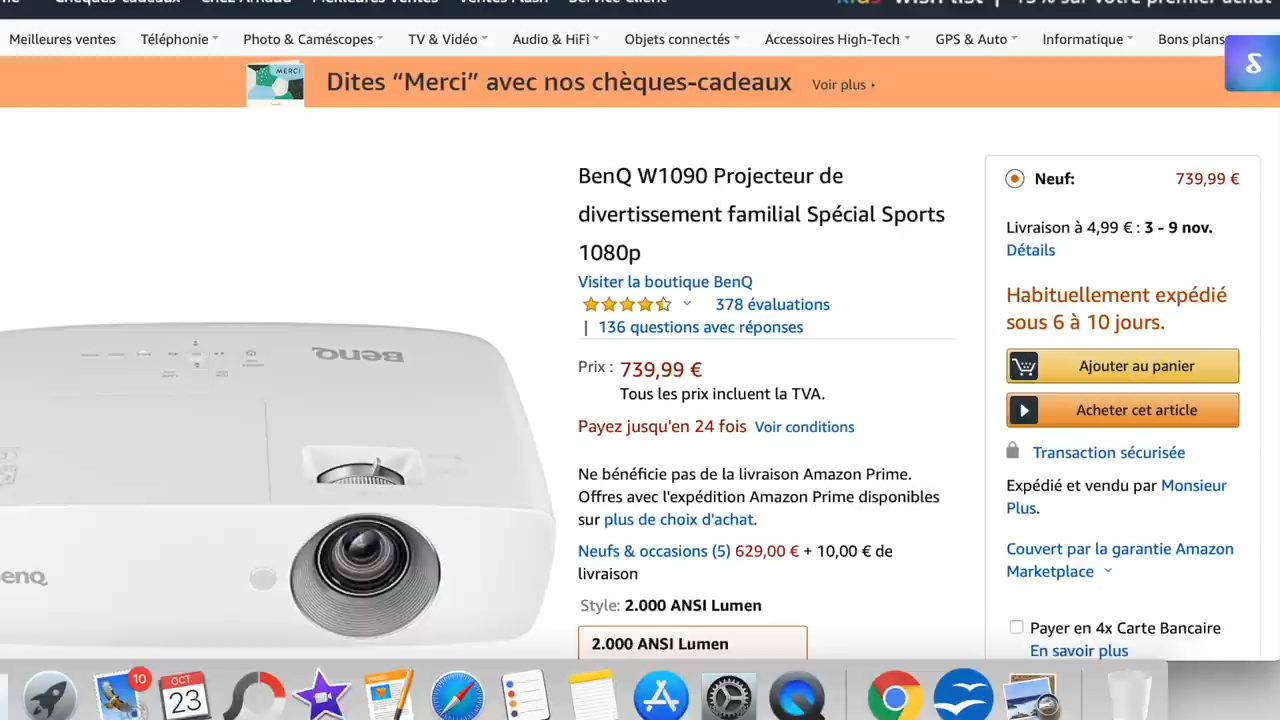 Meilleures ventes Téléphonie Photo & Caméscopes TV & Vidéo Audio & HiFi Objets connectés Accessoires High-Tech GPS & Auto Informatique Bons plans
MERCI
Dites “Merci” avec nos chèques-cadeaux Voir plus
BenQ W1090 Projecteur de
divertissement familial Spécial Sports
1080p
Visiter la boutique BenQ
378 évaluations
| 136 questions avec réponses
Prix : 739,99 €
Tous les prix incluent la TVA.
Payez jusqu'en 24 fois Voir conditions
Ne bénéficie pas de la livraison Amazon Prime.
Offres avec l'expédition Amazon Prime disponibles
sur plus de choix d'achat.
Neufs & occasions (5) 629,00 € + 10,00 € de
livraison
Style: 2.000 ANSI Lumen
2.000 ANSI Lumen
Neuf: 739,99 €
Livraison à 4,99 € : 3 - 9 nov.
Détails
Habituellement expédié
sous 6 à 10 jours.
Ajouter au panier
Acheter cet article
Transaction sécurisée
Expédié et vendu par Monsieur
Plus.
Couvert par la garantie Amazon
Marketplace
Payer en 4x Carte Bancaire
En savoir plus
BenQ
enQ
10
OCT
23